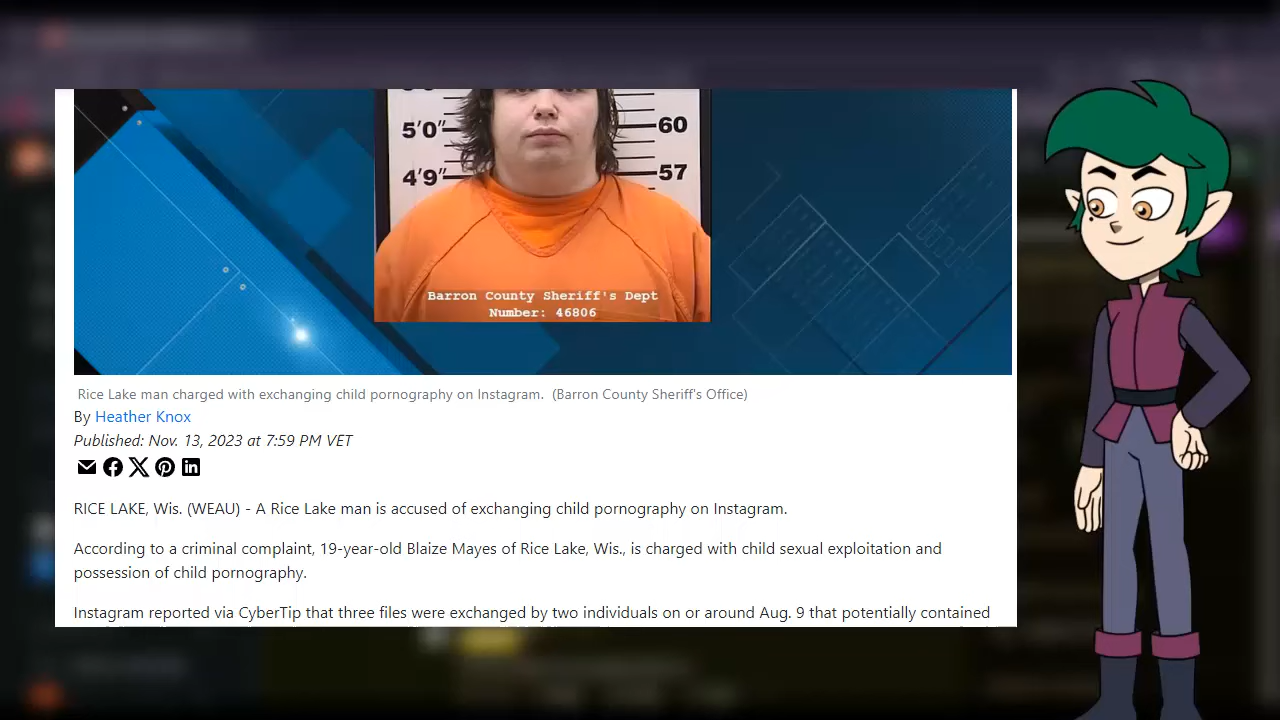 5'0"
60
4'9"
57
Barron County Sheriff's Dept
Number: 46806
Rice Lake man charged with exchanging child pornography on Instagram. (Barron County Sheriff's Office)
By Heather Knox
Published: Nov. 13, 2023 at 7:59 PM VET
RICE LAKE, Wis. (WEAU) - A Rice Lake man is accused of exchanging child pornography on Instagram.
According to a criminal complaint, 19-year-old Blaize Mayes of Rice Lake, Wis., is charged with child sexual exploitation and
possession of child pornography.
Instagram reported via CyberTip that three files were exchanged by two individuals on or around Aug. 9 that potentially contained